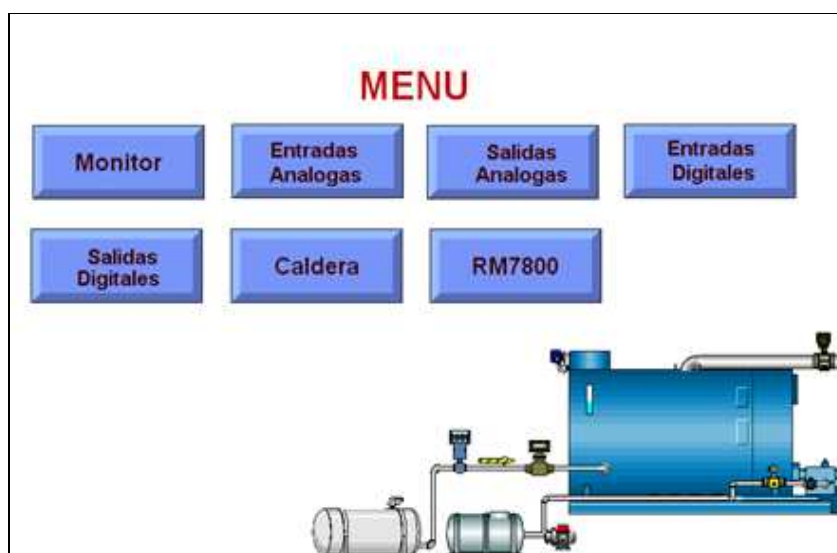 MENU
Monitor
Entradas
Analogas
Salidas
Analogas
Entradas
Digitales
Salidas
Digitales
Caldera
RM7800